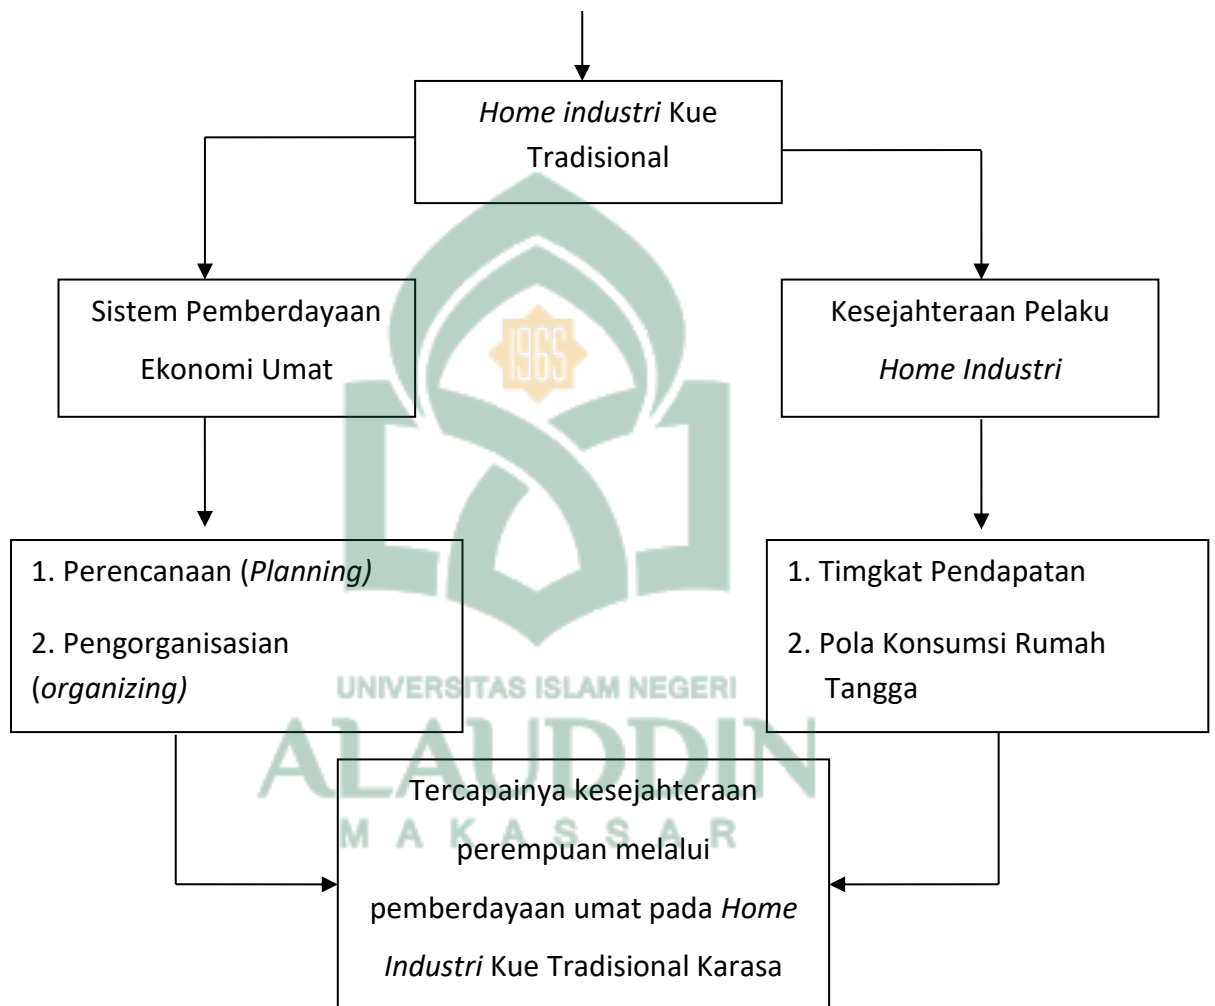 Home industri Kue
Tradisional
Sistem Pemberdayaan
Ekonomi Umat
Kesejahteraan Pelaku
Home Industri
1965
1. Perencanaan (Planning)
2. Pengorganisasian
(organizing)
1. Timgkat Pendapatan
2. Pola Konsumsi Rumah
Tangga
UNIVERSITAS ISLAM NEGERI
ALAUDDIN
MAKASSAR
Tercapainya kesejahteraan
perempuan melalui
pemberdayaan umat pada Home
Industri Kue Tradisional Karasa